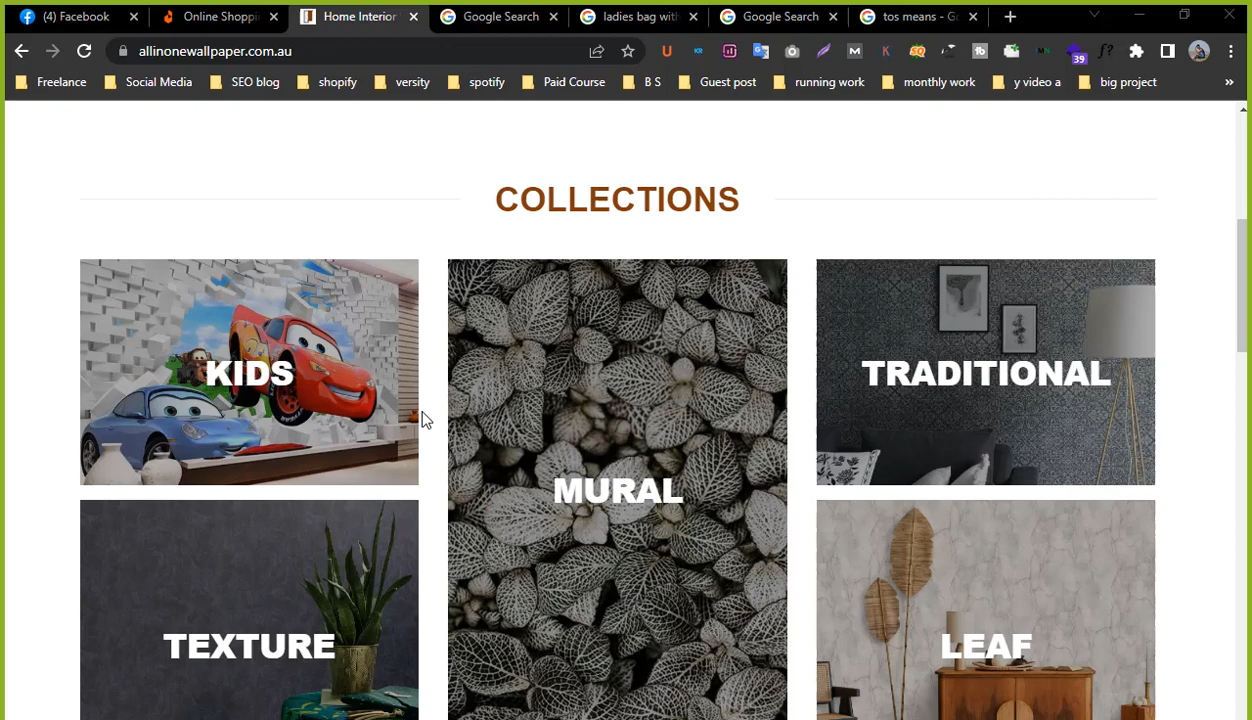 (4) Facebook
Online Shoppi
Home Interior
Google Search
ladies bag with
Google Search
tos means - Go
allinonewallpaper.com.au
39
Freelance
Social Media
SEO blog
shopify
versity
spotify
Paid Course
B S
Guest post
running work
monthly work
y video a
big project
»
COLLECTIONS
KIDS
MURAL
TRADITIONAL
TEXTURE
LEAF